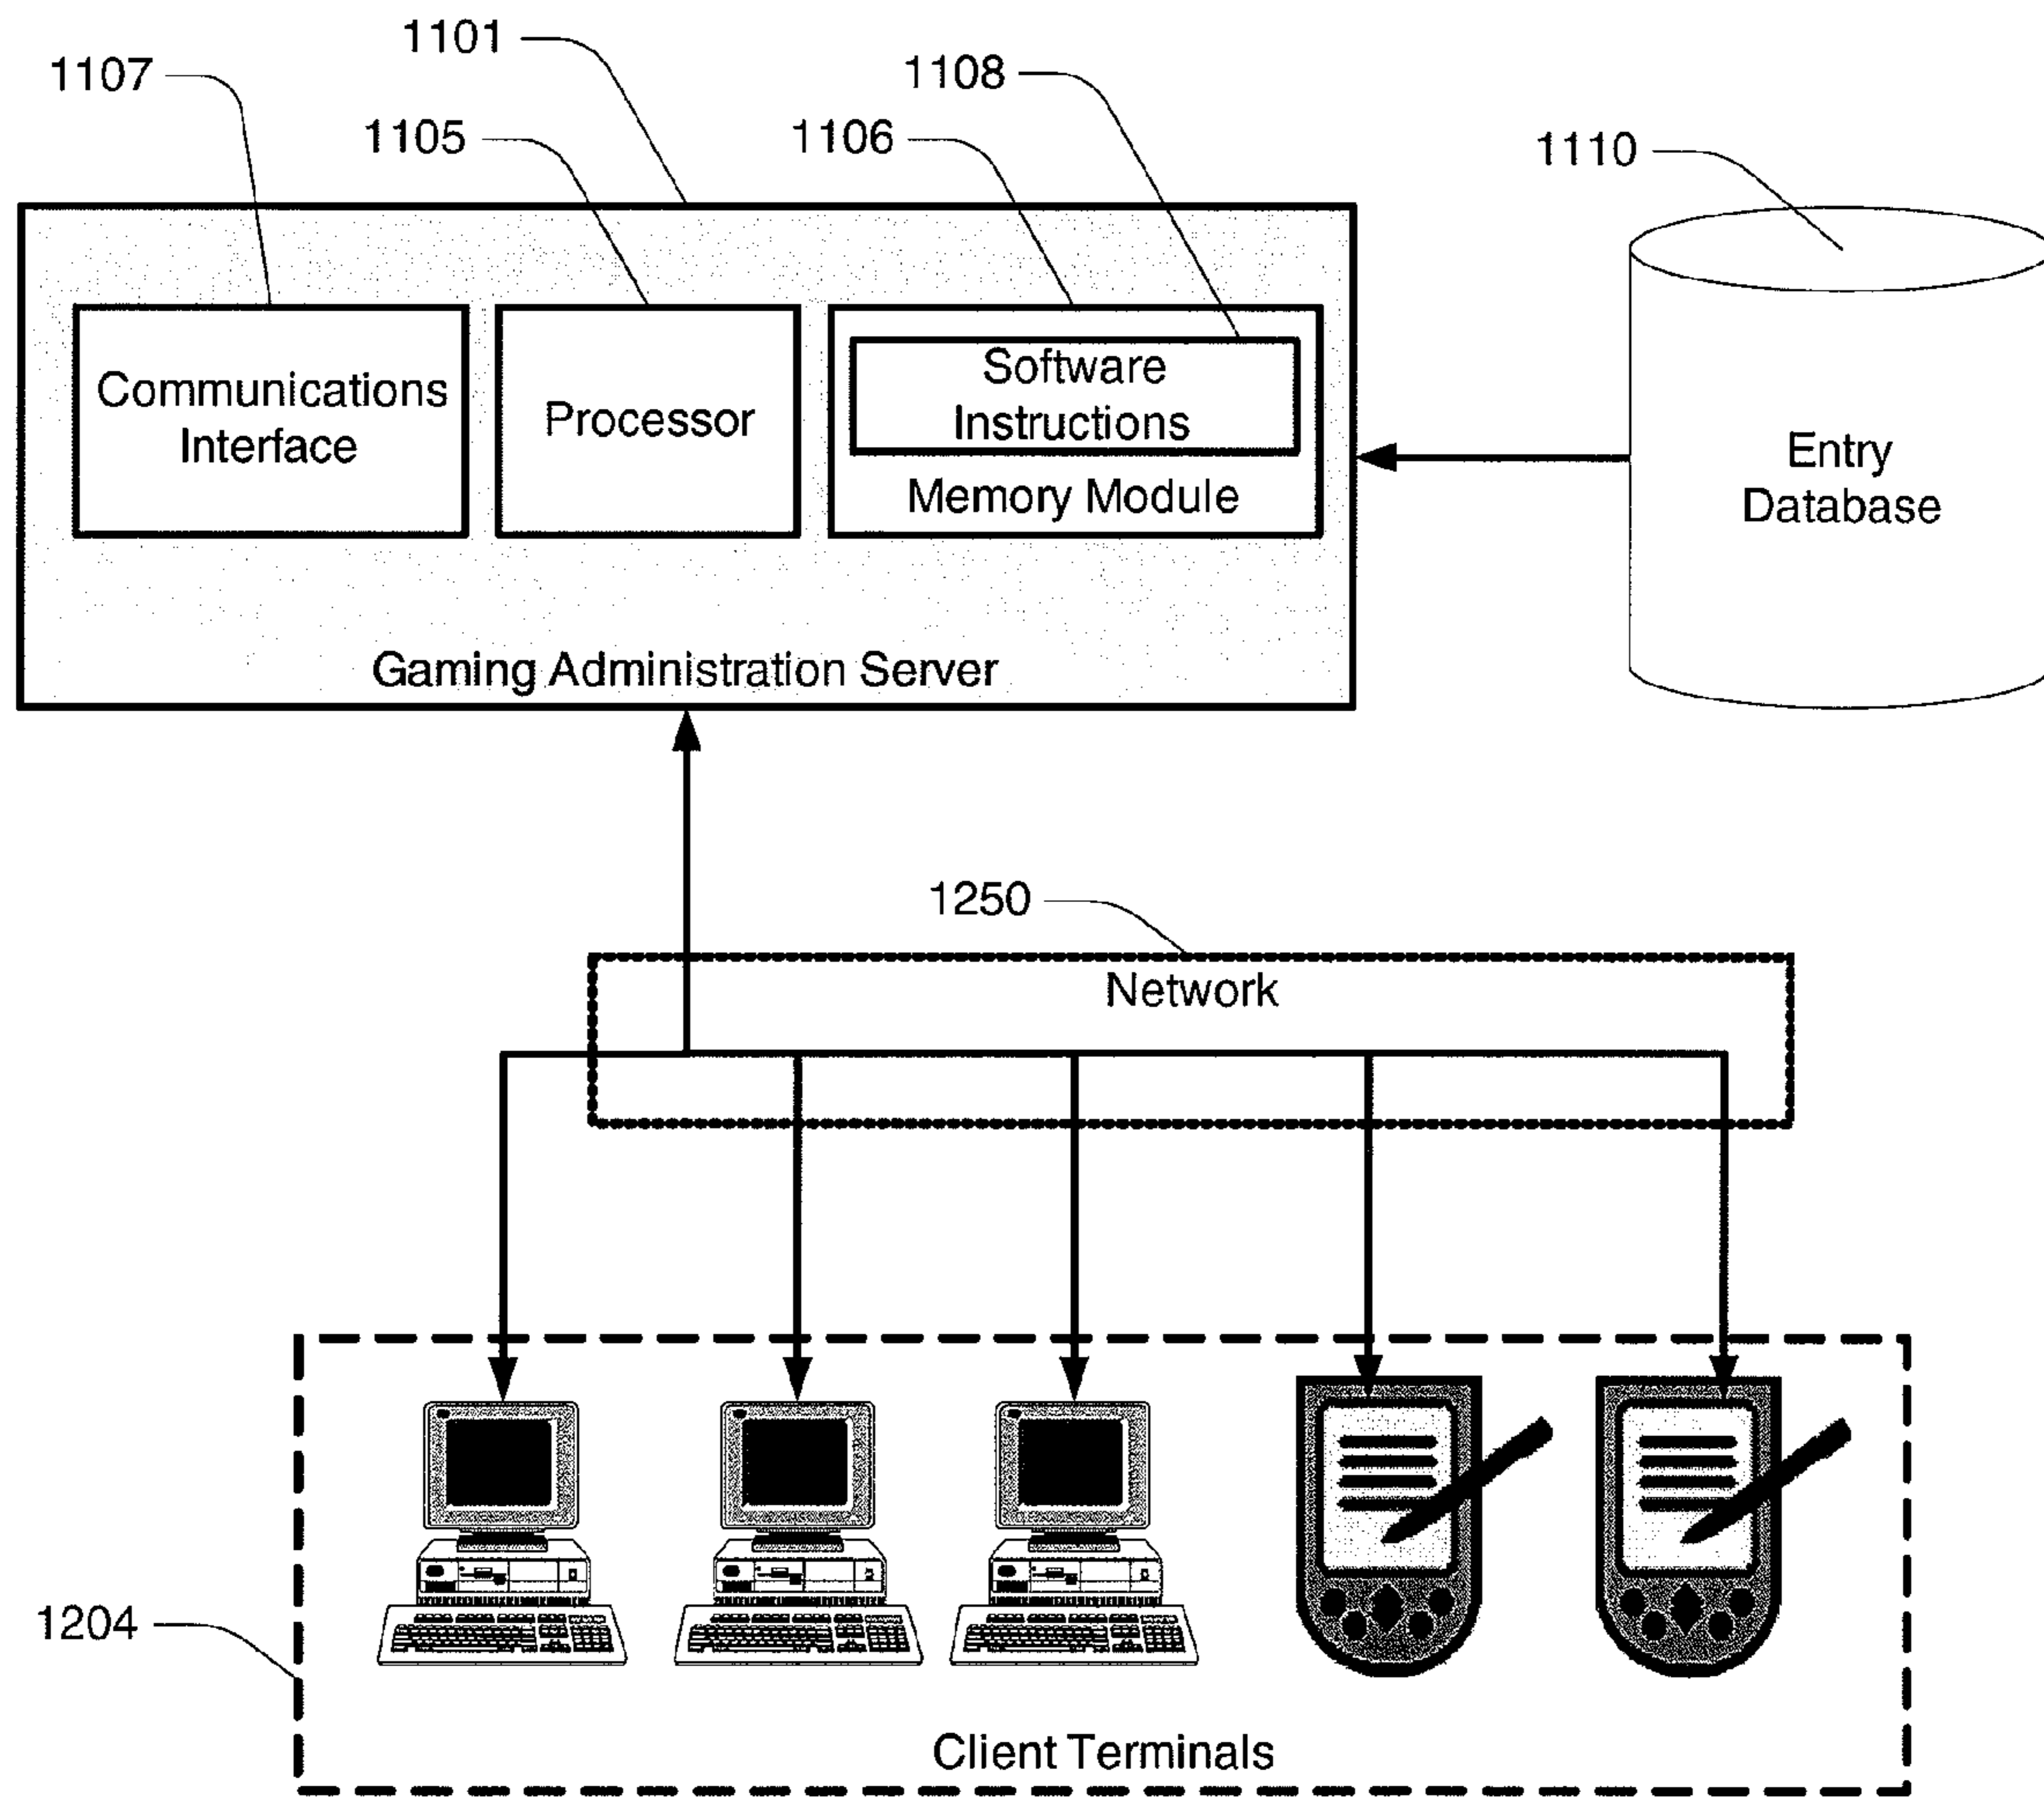 1101
1107
1108
1105
1106
1110
Communications
Interface
Processor
Software
Instructions
Memory Module
Entry
Database
Gaming Administration Server
1250
Network
1204
Client Terminals